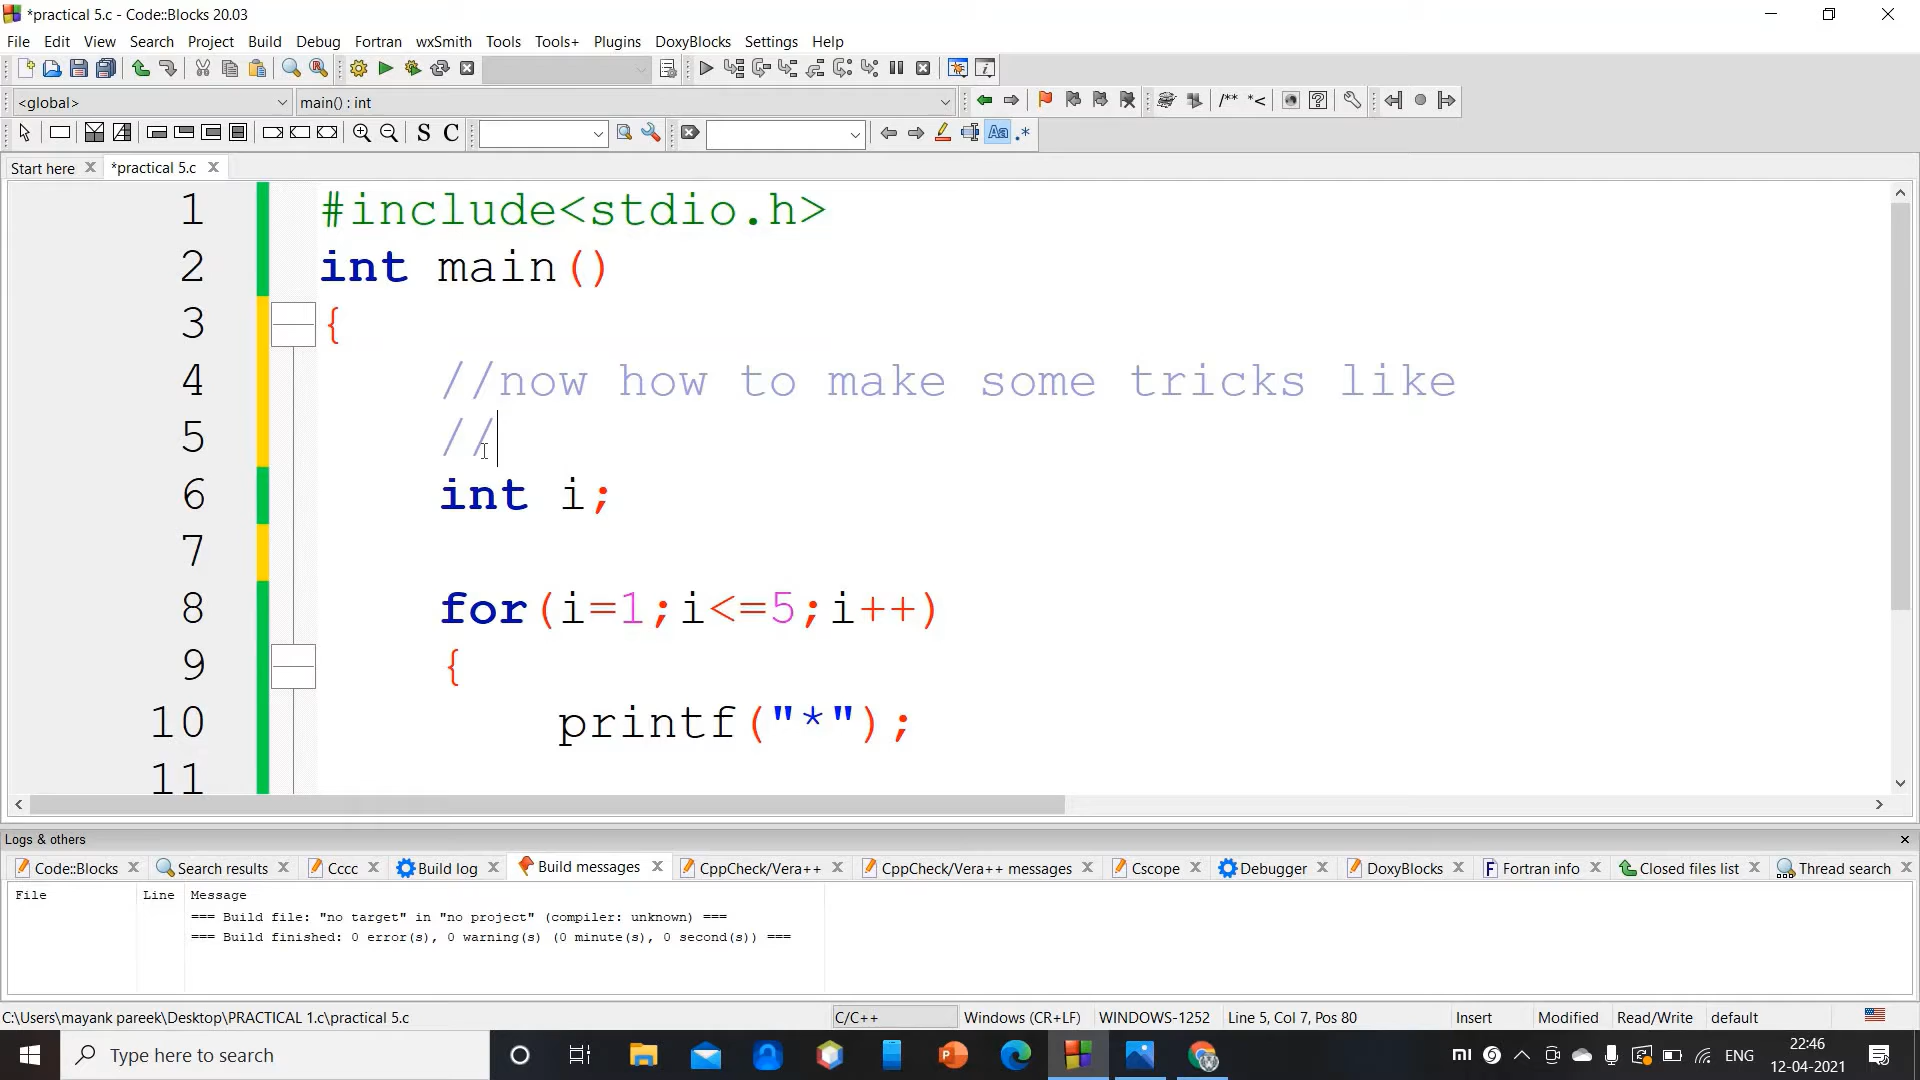 *practical 5.c - Code::Blocks 20.03
File Edit View Search Project Build Debug Fortran wxSmith Tools Tools+ Plugins DoxyBlocks Settings Help
<global> main() : int /** *<
S C Aa .*
Start here *practical 5.c
1 #include<stdio.h>
2 int main()
3 {
4 //now how to make some tricks like
5 //
6 int i;
7
8 for(i=1;i<=5;i++)
9 {
10 printf("*");
11
Logs & others
Code::Blocks Search results Cccc Build log Build messages CppCheck/Vera++ CppCheck/Vera++ messages Cscope Debugger DoxyBlocks Fortran info Closed files list Thread search
File Line Message
=== Build file: "no target" in "no project" (compiler: unknown) ===
=== Build finished: 0 error(s), 0 warning(s) (0 minute(s), 0 second(s)) ===
C:\Users\mayank pareek\Desktop\PRACTICAL 1.c\practical 5.c C/C++ Windows (CR+LF) WINDOWS-1252 Line 5, Col 7, Pos 80 Insert Modified Read/Write default
Type here to search ENG 22:46
12-04-2021